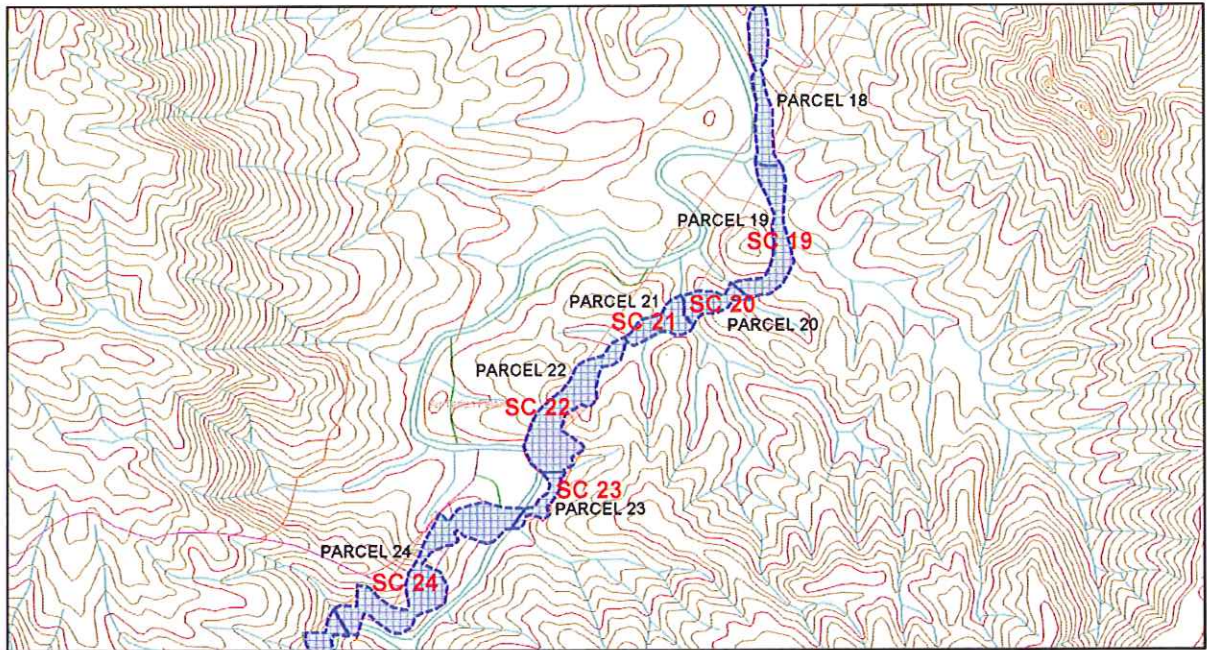 PARCEL 18
PARCEL 19
SC 19
PARCEL 21
SC 20
SC 21
PARCEL 20
PARCEL 22
SC 22
SC 23
PARCEL 23
PARCEL 24
SC 24